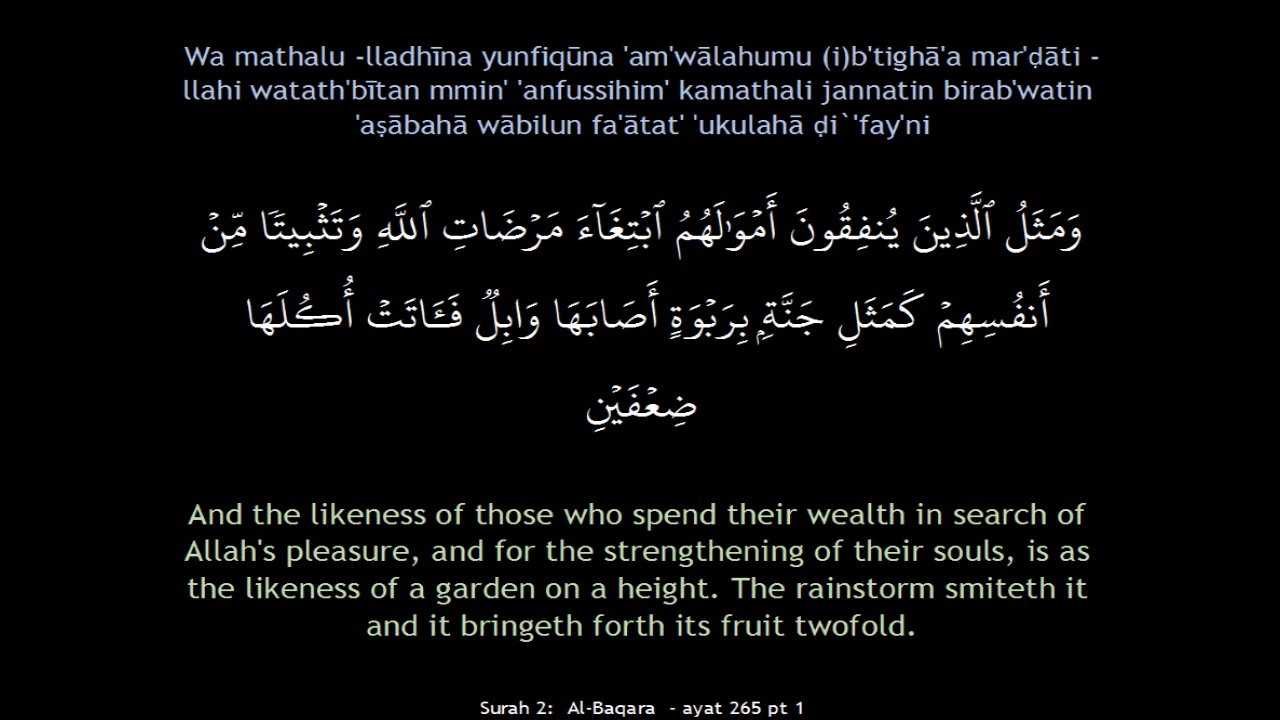 Wa mathalu -lladhīna yunfiqūna 'am'wālahumu (i)b'tighā'a mar'ḍāti -
llahi watath'bītan mmin' 'anfussihim' kamathali jannatin birab'watin
'aṣābahā wābilun fa'ātat' 'ukulahā ḍi`'fay'ni
وَمَثَلُ ٱلَّذِينَ يُنفِقُونَ أَمۡوَٰلَهُمُ ٱبۡتِغَآءَ مَرۡضَاتِ ٱللَّهِ وَتَثۡبِيتٗا مِّنۡ
أَنفُسِهِمۡ كَمَثَلِ جَنَّةِۭ بِرَبۡوَةٍ أَصَابَهَا وَابِلٞ فَـَٔاتَتۡ أُكُلَهَا
ضِعۡفَيۡنِ
And the likeness of those who spend their wealth in search of
Allah's pleasure, and for the strengthening of their souls, is as
the likeness of a garden on a height. The rainstorm smiteth it
and it bringeth forth its fruit twofold.
Surah 2: Al-Baqara - ayat 265 pt 1